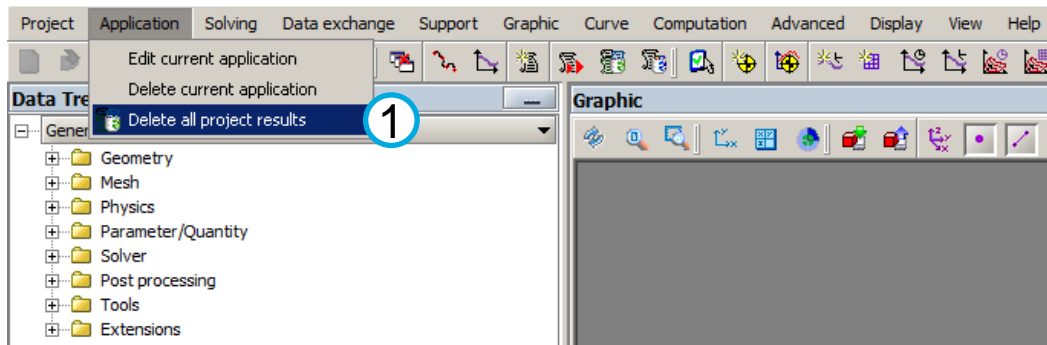 Project Application Solving Data exchange Support Graphic Curve Computation Advanced Display View Help
Edit current application
Delete current application
Data Tre
Graphic
Delete all project results 1
Gener
Geometry
Mesh
Physics
Parameter/Quantity
Solver
Post processing
Tools
Extensions